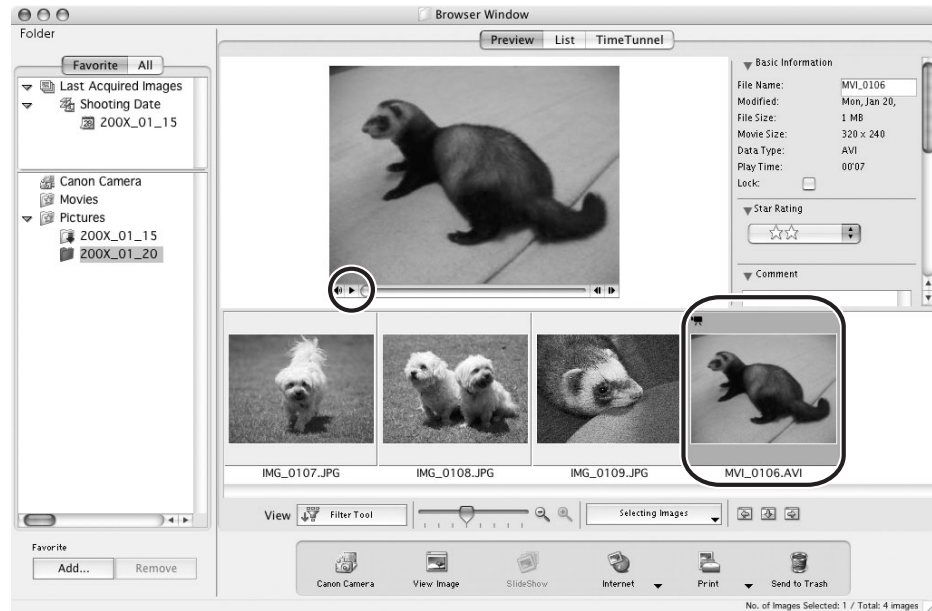 Browser Window
Folder
Favorite All
Last Acquired Images
Shooting Date
200X_01_15
Canon Camera
Movies
Pictures
200X_01_15
200X_01_20
Favorite
Add... Remove
Preview List TimeTunnel
Basic Information
File Name: MVI_0106
Modified: Mon, Jan 20,
File Size: 1 MB
Movie Size: 320 x 240
Data Type: AVI
Play Time: 00'07
Lock:
Star Rating
Comment
IMG_0107.JPG IMG_0108.JPG IMG_0109.JPG MVI_0106.AVI
View Filter Tool Selecting Images
Canon Camera View Image SlideShow Internet Print Send to Trash
No. of Images Selected: 1 / Total: 4 images